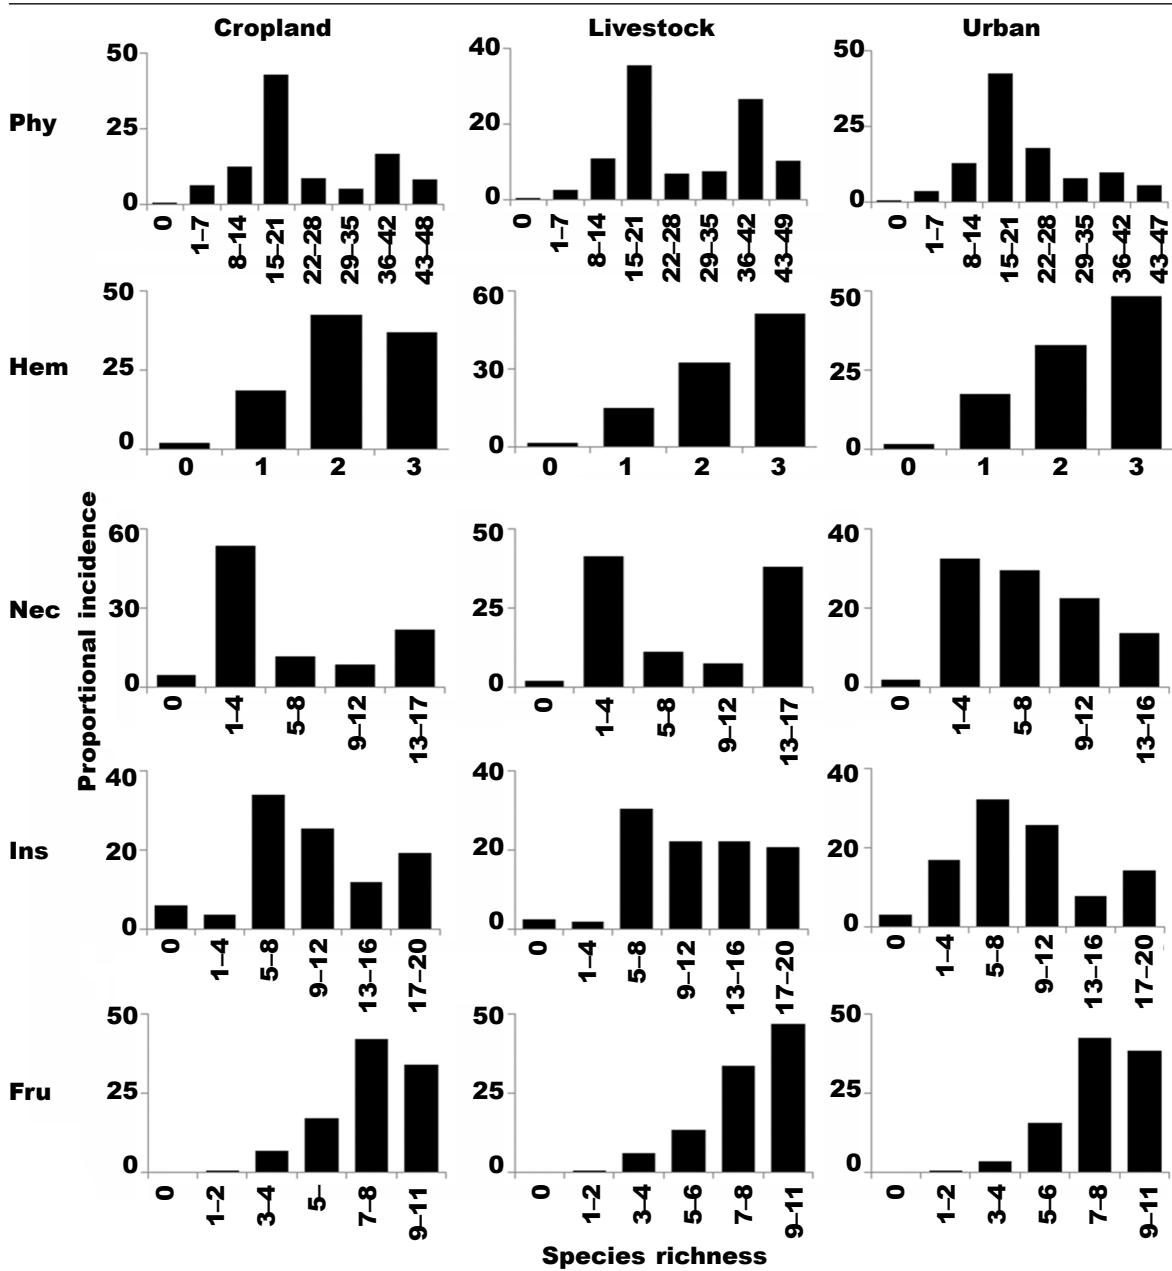 Cropland Livestock Urban
Phy
50
25
0
0 1–7 8–14 15–21 22–28 29–35 36–42 43–48
40
20
0
0 1–7 8–14 15–21 22–28 29–35 36–42 43–49
50
25
0
0 1–7 8–14 15–21 22–28 29–35 36–42 43–47
Hem
50
25
0
0 1 2 3
60
30
0
0 1 2 3
50
25
0
0 1 2 3
Proportional incidence
Nec
60
30
0
0 1–4 5–8 9–12 13–17
50
25
0
0 1–4 5–8 9–12 13–17
40
20
0
0 1–4 5–8 9–12 13–16
Ins
40
20
0
0 1–4 5–8 9–12 13–16 17–20
40
20
0
0 1–4 5–8 9–12 13–16 17–20
40
20
0
0 1–4 5–8 9–12 13–16 17–20
Fru
50
25
0
0 1–2 3–4 5– 7–8 9–11
50
25
0
0 1–2 3–4 5–6 7–8 9–11
50
25
0
0 1–2 3–4 5–6 7–8 9–11
Species richness